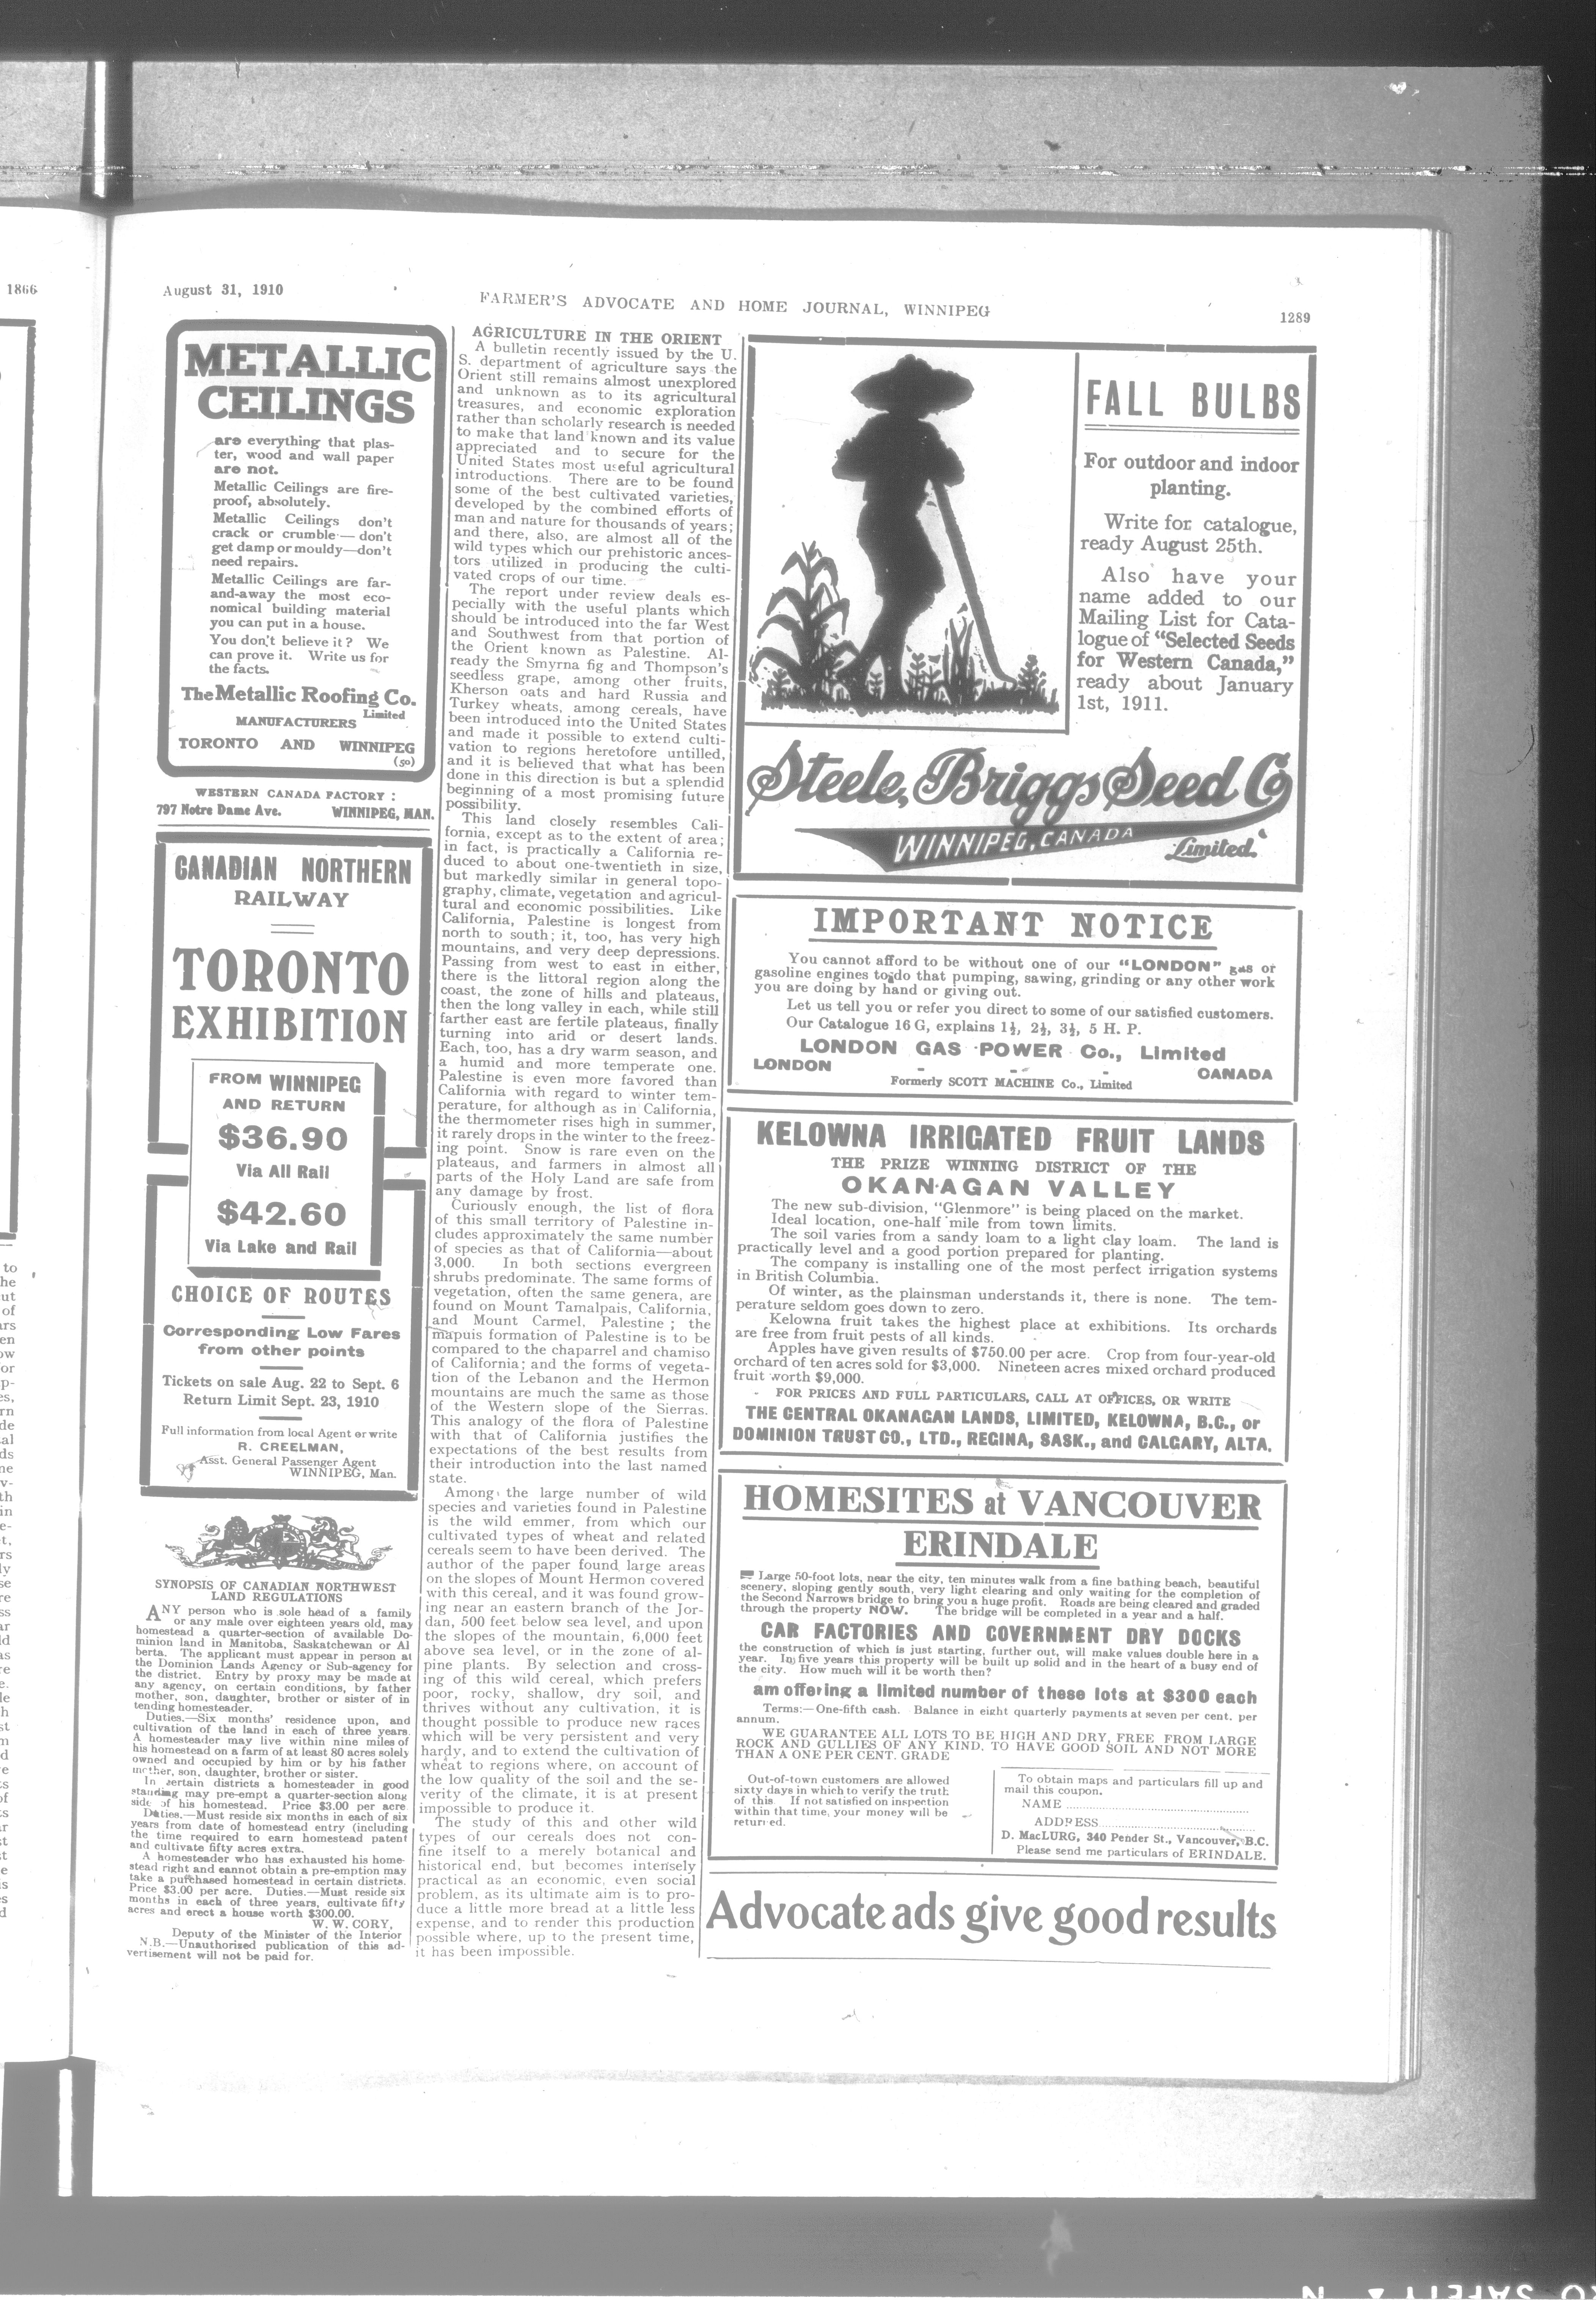 August 31, 1910
FARMER'S ADVOCATE AND HOME JOURNAL, WINNIPEG
1289
1866
METALLIC
CEILINGS
are everything that plas-
ter, wood and wall paper
are not.
Metallic Ceilings are fire-
proof, absolutely.
Metallic Ceilings don't
crack or crumble — don't
get damp or mouldy—don't
need repairs.
Metallic Ceilings are far-
and-away the most eco-
nomical building material
you can put in a house.
You don't believe it? We
can prove it. Write us for
the facts.
The Metallic Roofing Co.
Limited
MANUFACTURERS
TORONTO AND WINNIPEG
(50)
WESTERN CANADA FACTORY :
797 Notre Dame Ave. WINNIPEG, MAN.
CANADIAN NORTHERN
RAILWAY
TORONTO
EXHIBITION
FROM WINNIPEG
AND RETURN
$36.90
Via All Rail
$42.60
Via Lake and Rail
CHOICE OF ROUTES
Corresponding Low Fares
from other points
Tickets on sale Aug. 22 to Sept. 6
Return Limit Sept. 23, 1910
Full information from local Agent or write
R. CREELMAN,
Asst. General Passenger Agent
WINNIPEG, Man.
SYNOPSIS OF CANADIAN NORTHWEST
LAND REGULATIONS
ANY person who is sole head of a family
or any male over eighteen years old, may
homestead a quarter-section of available Do-
minion land in Manitoba, Saskatchewan or Al
berta. The applicant must appear in person at
the Dominion Lands Agency or Sub-agency for
the district. Entry by proxy may be made at
any agency, on certain conditions, by father
mother, son, daughter, brother or sister of in
tending homesteader.
Duties.—Six months' residence upon, and
cultivation of the land in each of three years.
A homesteader may live within nine miles of
his homestead on a farm of at least 80 acres solely
owned and occupied by him or by his father
mother, son, daughter, brother or sister.
In certain districts a homesteader in good
standing may pre-empt a quarter-section along
side of his homestead. Price $3.00 per acre.
Duties.—Must reside six months in each of six
years from date of homestead entry (including
the time required to earn homestead patent
and cultivate fifty acres extra.
A homesteader who has exhausted his home-
stead right and cannot obtain a pre-emption may
take a purchased homestead in certain districts.
Price $3.00 per acre. Duties.—Must reside six
months in each of three years, cultivate fifty
acres and erect a house worth $300.00.
W. W. CORY,
Deputy of the Minister of the Interior
N.B.—Unauthorized publication of this ad-
vertisement will not be paid for.
AGRICULTURE IN THE ORIENT
A bulletin recently issued by the U.
S. department of agriculture says the
Orient still remains almost unexplored
and unknown as to its agricultural
treasures, and economic exploration
rather than scholarly research is needed
to make that land known and its value
appreciated and to secure for the
United States most useful agricultural
introductions. There are to be found
some of the best cultivated varieties,
developed by the combined efforts of
man and nature for thousands of years;
and there, also, are almost all of the
wild types which our prehistoric ances-
tors utilized in producing the culti-
vated crops of our time.
The report under review deals es-
pecially with the useful plants which
should be introduced into the far West
and Southwest from that portion of
the Orient known as Palestine. Al-
ready the Smyrna fig and Thompson's
seedless grape, among other fruits,
Kherson oats and hard Russia and
Turkey wheats, among cereals, have
been introduced into the United States
and made it possible to extend culti-
vation to regions heretofore untilled,
and it is believed that what has been
done in this direction is but a splendid
beginning of a most promising future
possibility.
This land closely resembles Cali-
fornia, except as to the extent of area;
in fact, is practically a California re-
duced to about one-twentieth in size,
but markedly similar in general topo-
graphy, climate, vegetation and agricul-
tural and economic possibilities. Like
California, Palestine is longest from
north to south; it, too, has very high
mountains, and very deep depressions.
Passing from west to east in either,
there is the littoral region along the
coast, the zone of hills and plateaus,
then the long valley in each, while still
farther east are fertile plateaus, finally
turning into arid or desert lands.
Each, too, has a dry warm season, and
a humid and more temperate one.
Palestine is even more favored than
California with regard to winter tem-
perature, for although as in California,
the thermometer rises high in summer,
it rarely drops in the winter to the freez-
ing point. Snow is rare even on the
plateaus, and farmers in almost all
parts of the Holy Land are safe from
any damage by frost.
Curiously enough, the list of flora
of this small territory of Palestine in-
cludes approximately the same number
of species as that of California—about
3,000. In both sections evergreen
shrubs predominate. The same forms of
vegetation, often the same genera, are
found on Mount Tamalpais, California,
and Mount Carmel, Palestine ; the
mapuis formation of Palestine is to be
compared to the chaparrel and chamiso
of California; and the forms of vegeta-
tion of the Lebanon and the Hermon
mountains are much the same as those
of the Western slope of the Sierras.
This analogy of the flora of Palestine
with that of California justifies the
expectations of the best results from
their introduction into the last named
state.
Among the large number of wild
species and varieties found in Palestine
is the wild emmer, from which our
cultivated types of wheat and related
cereals seem to have been derived. The
author of the paper found large areas
on the slopes of Mount Hermon covered
with this cereal, and it was found grow-
ing near an eastern branch of the Jor-
dan, 500 feet below sea level, and upon
the slopes of the mountain, 6,000 feet
above sea level, or in the zone of al-
pine plants. By selection and cross-
ing of this wild cereal, which prefers
poor, rocky, shallow, dry soil, and
thrives without any cultivation, it is
thought possible to produce new races
which will be very persistent and very
hardy, and to extend the cultivation of
wheat to regions where, on account of
the low quality of the soil and the se-
verity of the climate, it is at present
impossible to produce it.
The study of this and other wild
types of our cereals does not con-
fine itself to a merely botanical and
historical end, but becomes intensely
practical as an economic, even social
problem, as its ultimate aim is to pro-
duce a little more bread at a little less
expense, and to render this production
possible where, up to the present time,
it has been impossible.
FALL BULBS
For outdoor and indoor
planting.
Write for catalogue,
ready August 25th.
Also have your
name added to our
Mailing List for Cata-
logue of "Selected Seeds
for Western Canada,"
ready about January
1st, 1911.
Steele, Briggs Seed Co
WINNIPEG, CANADA
Limited.
IMPORTANT NOTICE
You cannot afford to be without one of our "LONDON" gas or
gasoline engines to do that pumping, sawing, grinding or any other work
you are doing by hand or giving out.
Let us tell you or refer you direct to some of our satisfied customers.
Our Catalogue 16 G, explains 1½, 2½, 3½, 5 H. P.
LONDON GAS POWER Co., Limited
LONDON - - - CANADA
Formerly SCOTT MACHINE Co., Limited
KELOWNA IRRIGATED FRUIT LANDS
THE PRIZE WINNING DISTRICT OF THE
OKANAGAN VALLEY
The new sub-division, "Glenmore" is being placed on the market.
Ideal location, one-half mile from town limits.
The soil varies from a sandy loam to a light clay loam. The land is
practically level and a good portion prepared for planting.
The company is installing one of the most perfect irrigation systems
in British Columbia.
Of winter, as the plainsman understands it, there is none. The tem-
perature seldom goes down to zero.
Kelowna fruit takes the highest place at exhibitions. Its orchards
are free from fruit pests of all kinds.
Apples have given results of $750.00 per acre. Crop from four-year-old
orchard of ten acres sold for $3,000. Nineteen acres mixed orchard produced
fruit worth $9,000.
FOR PRICES AND FULL PARTICULARS, CALL AT OFFICES, OR WRITE
THE CENTRAL OKANAGAN LANDS, LIMITED, KELOWNA, B.C., or
DOMINION TRUST CO., LTD., REGINA, SASK., and CALGARY, ALTA.
HOMESITES at VANCOUVER
ERINDALE
Large 50-foot lots, near the city, ten minutes walk from a fine bathing beach, beautiful
scenery, sloping gently south, very light clearing and only waiting for the completion of
the Second Narrows bridge to bring you a huge profit. Roads are being cleared and graded
through the property NOW. The bridge will be completed in a year and a half.
CAR FACTORIES AND GOVERNMENT DRY DOCKS
the construction of which is just starting, further out, will make values double here in a
year. In five years this property will be built up solid and in the heart of a busy end of
the city. How much will it be worth then?
am offering a limited number of these lots at $300 each
Terms:—One-fifth cash. Balance in eight quarterly payments at seven per cent. per
annum.
WE GUARANTEE ALL LOTS TO BE HIGH AND DRY, FREE FROM LARGE
ROCK AND GULLIES OF ANY KIND. TO HAVE GOOD SOIL AND NOT MORE
THAN A ONE PER CENT. GRADE
Out-of-town customers are allowed
sixty days in which to verify the truth
of this. If not satisfied on inspection
within that time, your money will be
returned.
To obtain maps and particulars fill up and
mail this coupon.
NAME
ADDRESS
D. MacLURG, 340 Pender St., Vancouver, B.C.
Please send me particulars of ERINDALE.
Advocate ads give good results